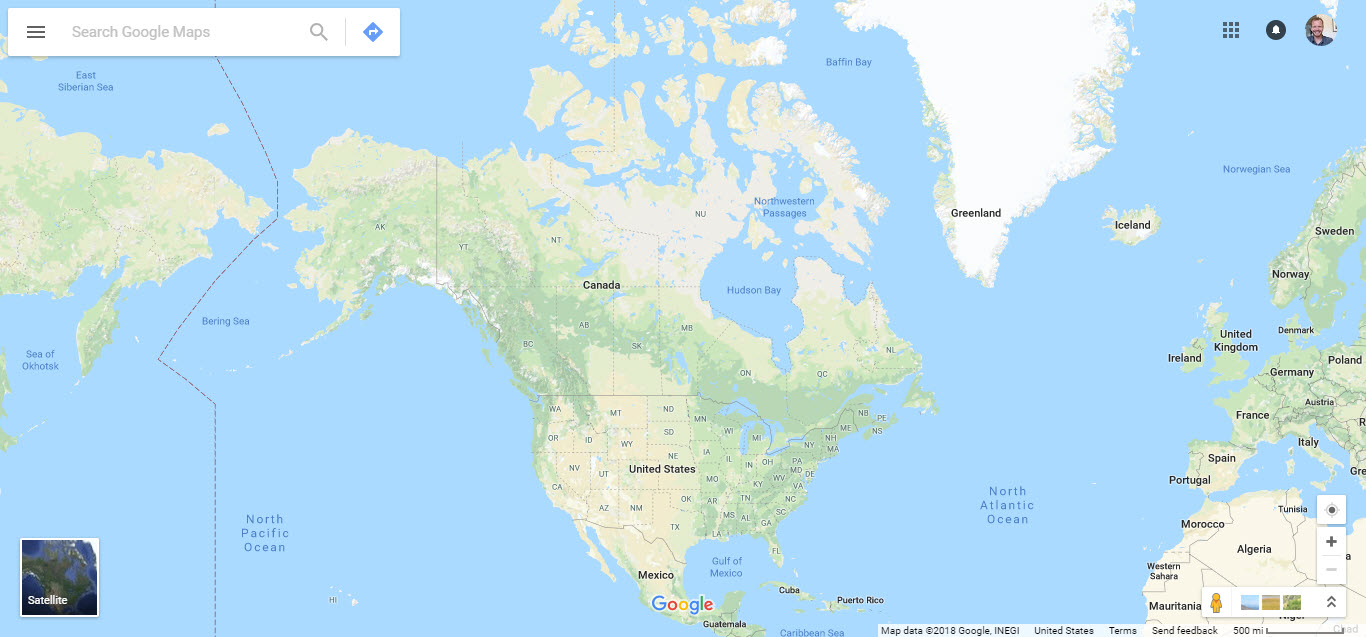 Search Google Maps
East
Siberian Sea
Baffin Bay
Norwegian Sea
Northwestern
Passages
NU
Greenland
Iceland
Sweden
AK
YT
NT
Norway
Canada
Hudson Bay
Bering Sea
AB
MB
BC
SK
NL
Sea of
Okhotsk
United
Kingdom
Denmark
Ireland
Poland
ON
QC
Germany
Austria
WA
MT
ND
MN
NB
PE
NS
ME
France
OR
ID
SD
WI
MI
NY
NH
MA
WY
Italy
NE
IA
IL
IN
OH
PA
MD
DE
NV
UT
United States
Spain
Gre
Portugal
CA
MO
KY
WV
VA
AZ
NM
OK
AR
TN
NC
SC
MS
AL
GA
TX
LA
FL
North
Atlantic
Ocean
North
Pacific
Ocean
Tunisia
Morocco
Algeria
Gulf of
Mexico
Mexico
Western
Sahara
Cuba
Puerto Rico
HI
Satellite
Google
Guatemala
Caribbean Sea
Mauritania
Niger
Chad
Map data ©2018 Google, INEGI United States Terms Send feedback 500 mi